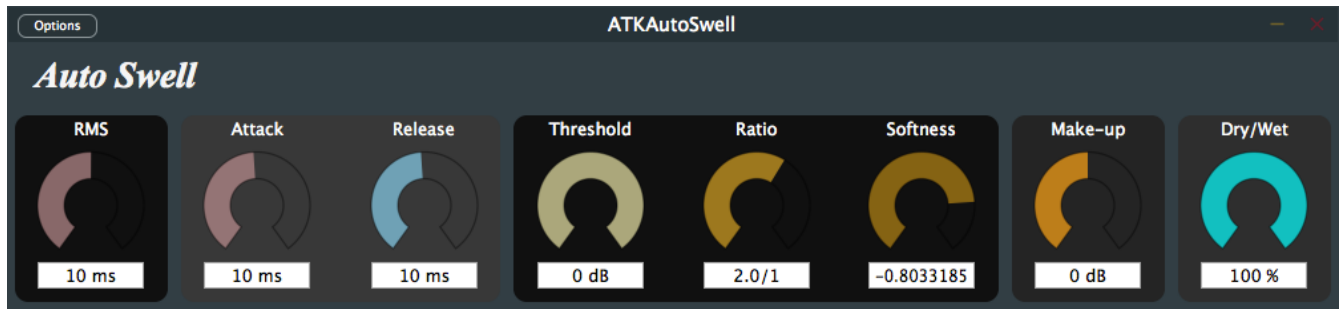 Options
ATKAutoSwell
Auto Swell
RMS
Attack
Release
Threshold
Ratio
Softness
Make-up
Dry/Wet
10 ms
10 ms
10 ms
0 dB
2.0/1
-0.8033185
0 dB
100 %